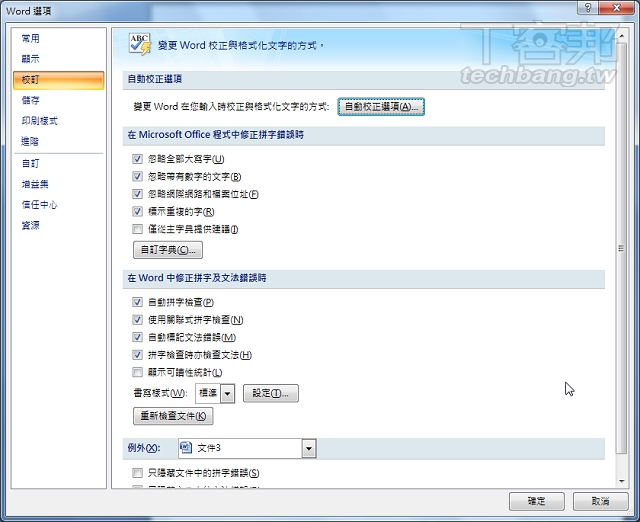 Word 選項
T客邦
techbang.tw
常用
顯示
校訂
儲存
印刷樣式
進階
自訂
增益集
信任中心
資源
ABC
變更 Word 校正與格式化文字的方式。
自動校正選項
變更 Word 在您輸入時校正與格式化文字的方式: 自動校正選項(A)...
在 Microsoft Office 程式中修正拼字錯誤時
忽略全部大寫字(U)
忽略帶有數字的文字(B)
忽略網際網路和檔案位址(F)
標示重複的字(R)
僅從主字典提供建議(I)
自訂字典(C)...
在 Word 中修正拼字及文法錯誤時
自動拼字檢查(P)
使用關聯式拼字檢查(N)
自動標記文法錯誤(M)
拼字檢查時亦檢查文法(H)
顯示可讀性統計(L)
書寫樣式(W): 標準 設定(T)...
重新檢查文件(K)
例外(X): 文件3
只隱藏文件中的拼字錯誤(S)
確定 取消